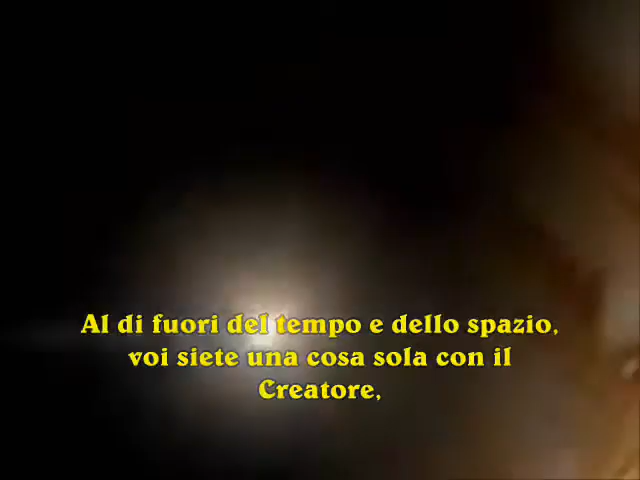 Al di fuori del tempo e dello spazio,
voi siete una cosa sola con il
Creatore,